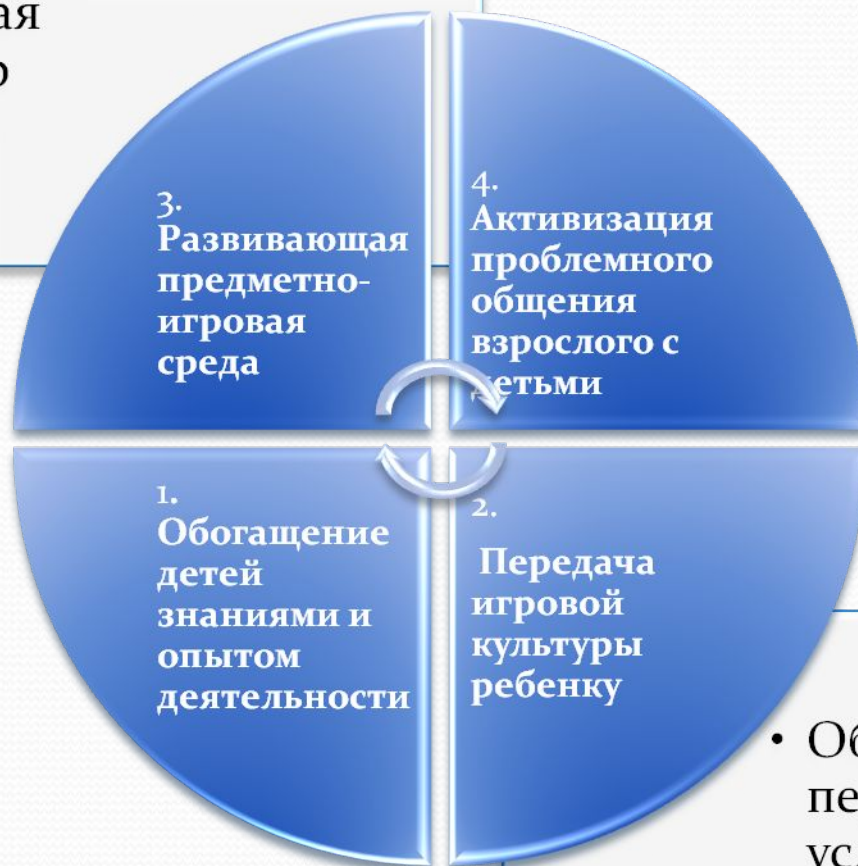 3.
Развивающая
предметно-
игровая
среда
4.
Активизация
проблемного
общения
взрослого с
детьми
1.
Обогащение
детей
знаниями и
опытом
деятельности
2.
Передача
игровой
культуры
ребенку